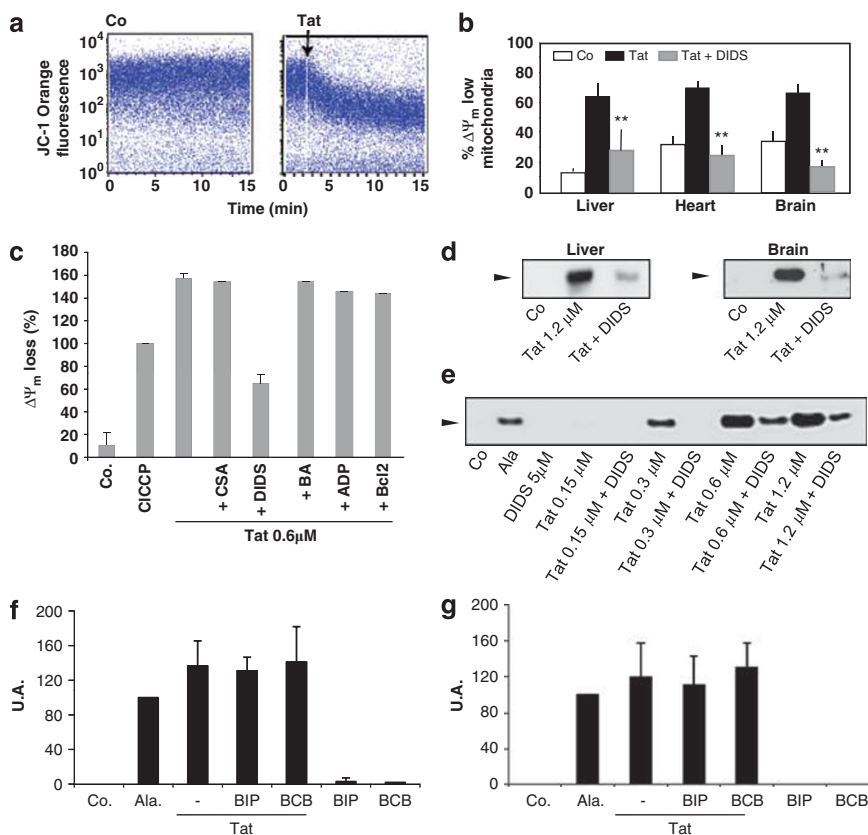 a
Co
Tat
JC-1 Orange
fluorescence
10^4
10^3
10^2
10^1
10^0
0 5 10 15
0 5 10 15
Time (min)
b
% ΔΨm low
mitochondria
100
80
60
40
20
0
Co Tat Tat + DIDS
**
**
**
Liver Heart Brain
c
ΔΨm loss (%)
180
160
140
120
100
80
60
40
20
0
Co.
ClCCP
+ CSA
+ DIDS
+ BA
+ ADP
+ Bcl2
Tat 0.6µM
d
Liver
Co
Tat 1.2 µM
Tat + DIDS
Brain
Co
Tat 1.2 µM
Tat + DIDS
e
Co
Ala
DIDS 5µM
Tat 0.15 µM
Tat 0.15 µM + DIDS
Tat 0.3 µM
Tat 0.3 µM + DIDS
Tat 0.6 µM
Tat 0.6 µM + DIDS
Tat 1.2 µM
Tat 1.2 µM + DIDS
f
U.A.
200
160
120
80
40
0
Co. Ala. - BIP BCB BIP BCB
Tat
g
U.A.
200
160
120
80
40
0
Co. Ala. - BIP BCB BIP BCB
Tat